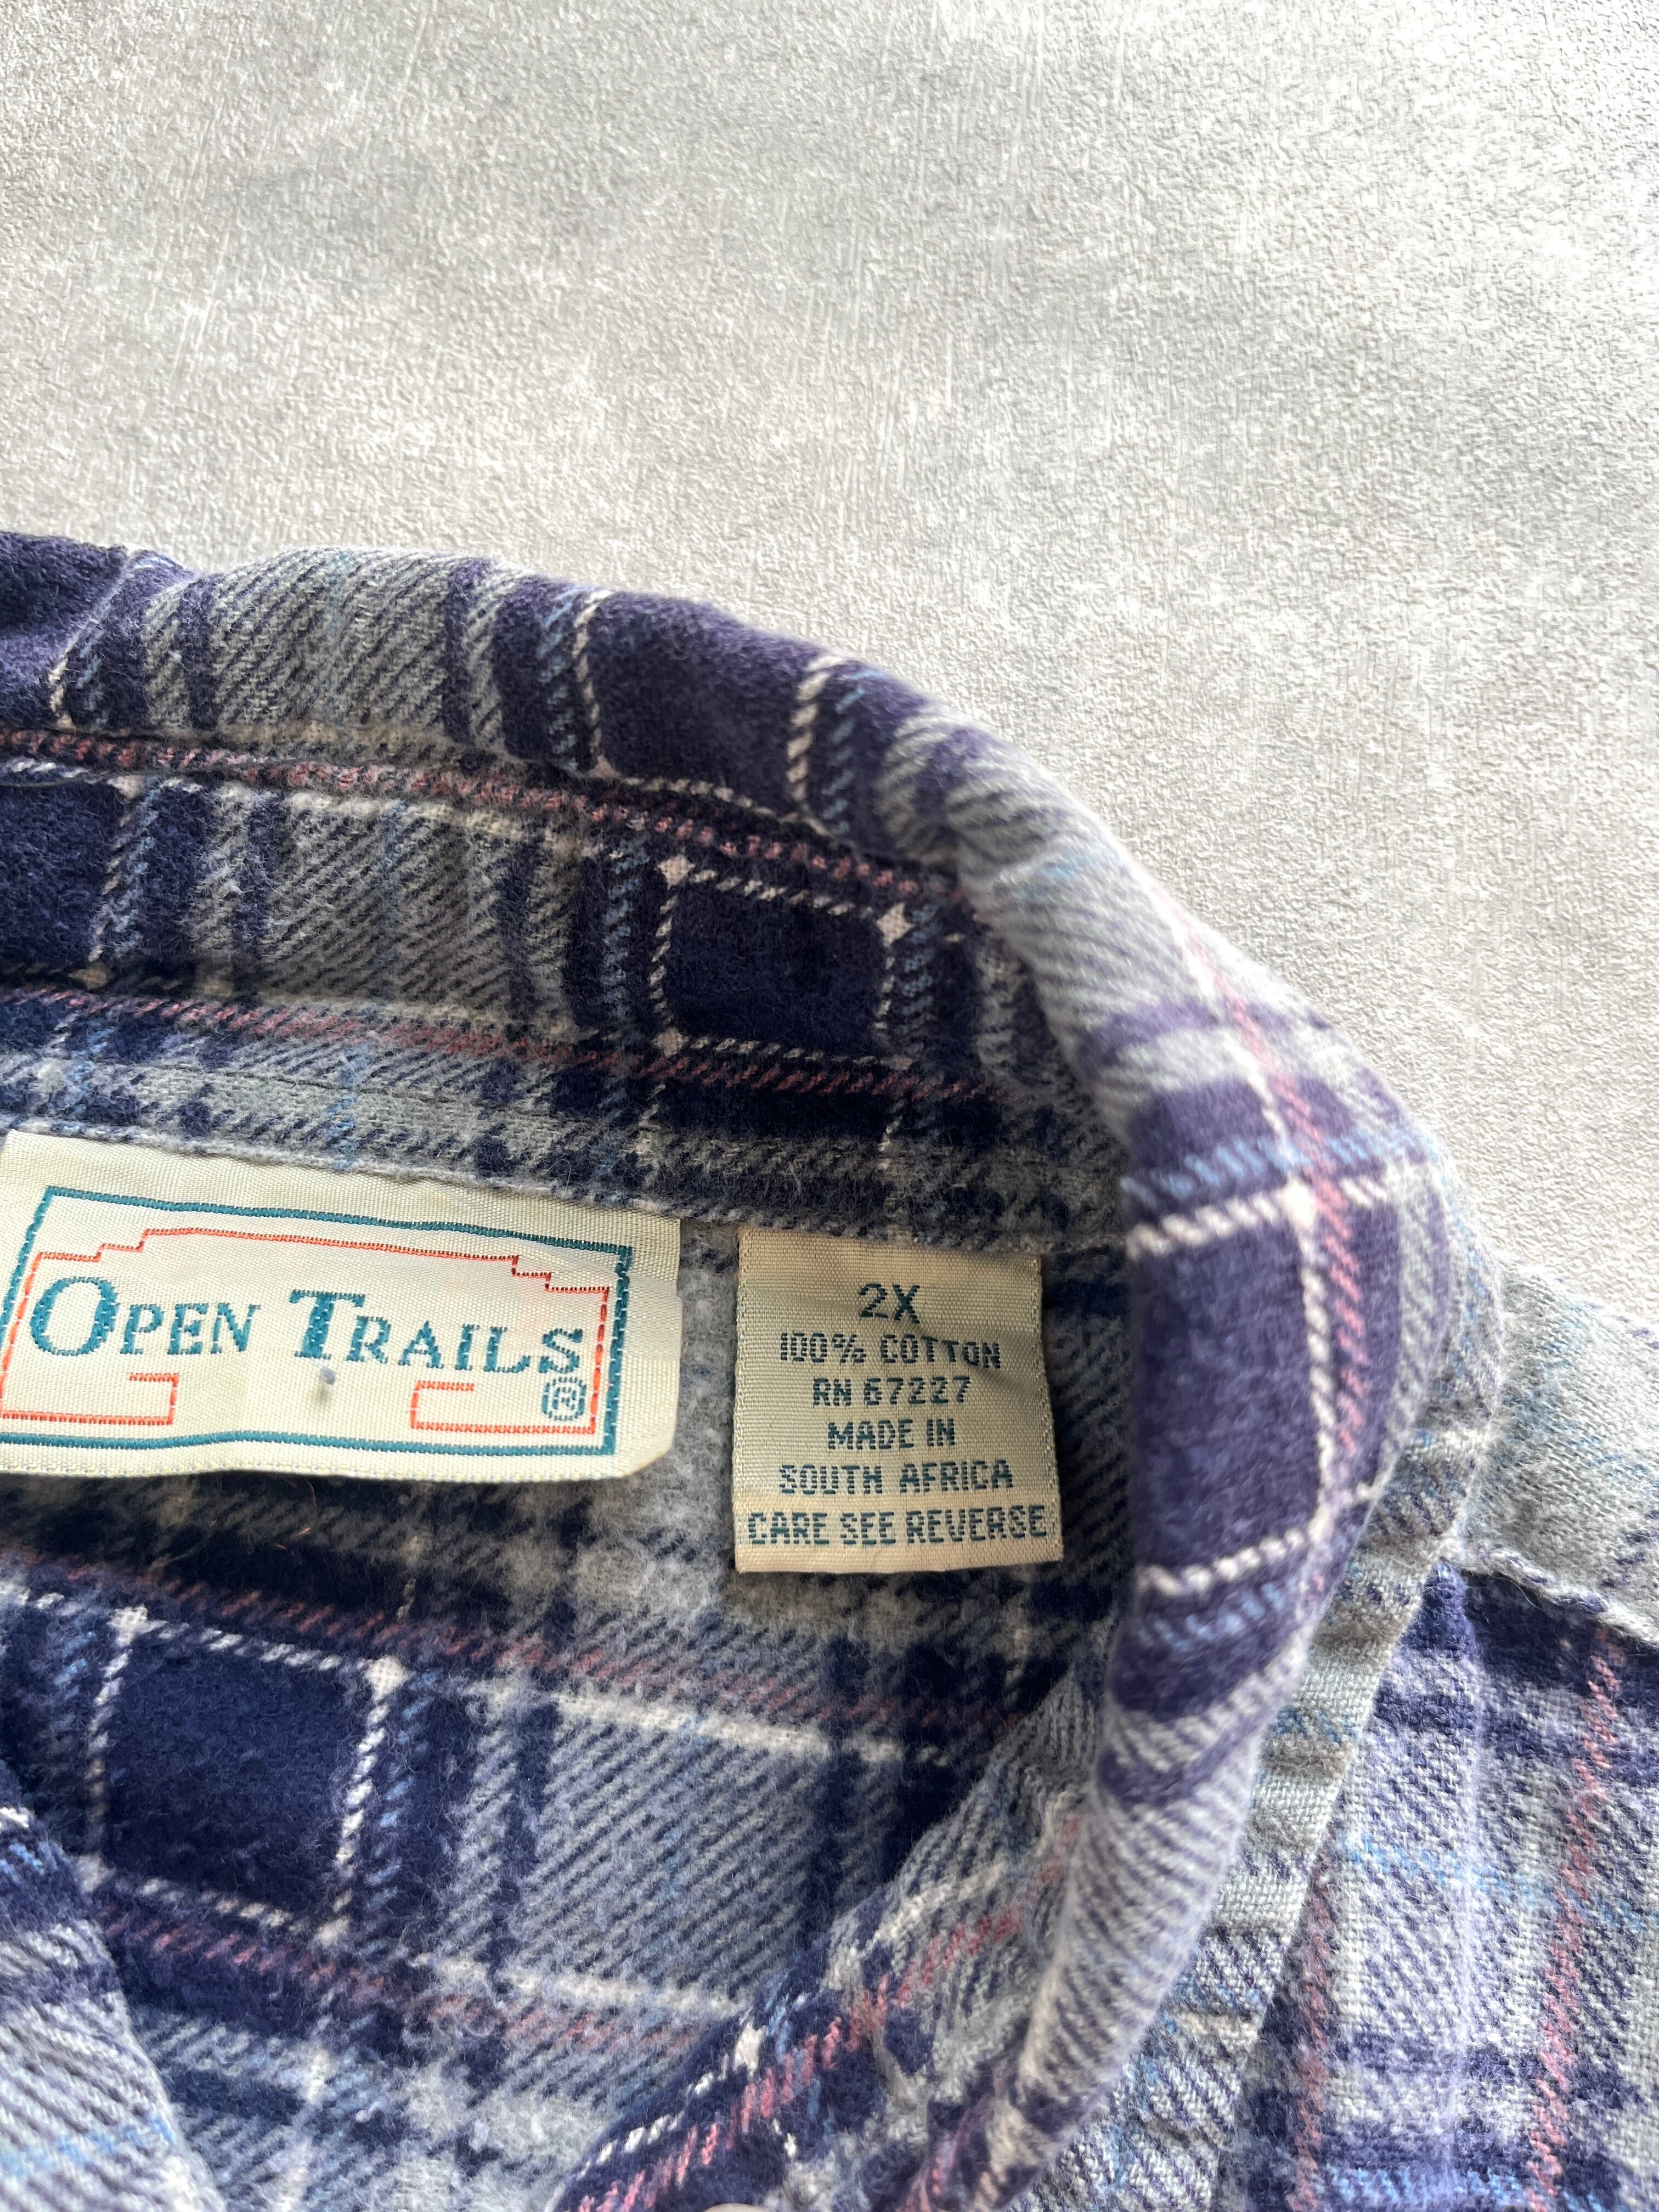 OPEN TRAILS ®
2X
100% COTTON
RN 67227
MADE IN
SOUTH AFRICA
CARE SEE REVERSE